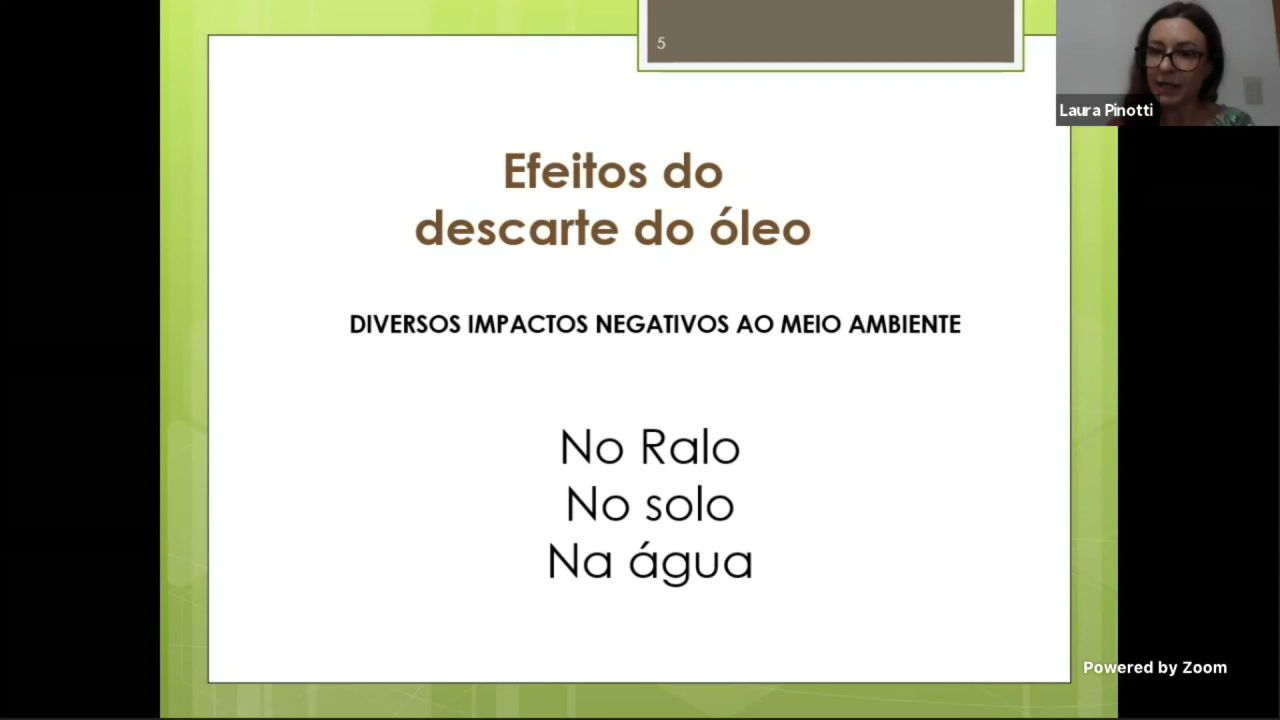 5
Laura Pinotti
Efeitos do
descarte do óleo
DIVERSOS IMPACTOS NEGATIVOS AO MEIO AMBIENTE
No Ralo
No solo
Na água
Powered by Zoom